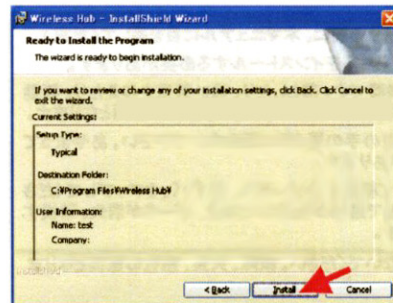 Wireless Hub - InstallShield Wizard
Ready to Install the Program
The wizard is ready to begin installation.
If you want to review or change any of your installation settings, click Back. Click Cancel to
exit the wizard.
Current Settings:
Setup Type:
Typical
Destination Folder:
C:¥Program Files¥Wireless Hub¥
User Information:
Name: test
Company:
InstallShield
< Back
Install
Cancel